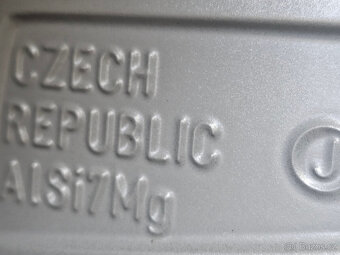 CZECH
REPUBLIC
AlSi7Mg
J